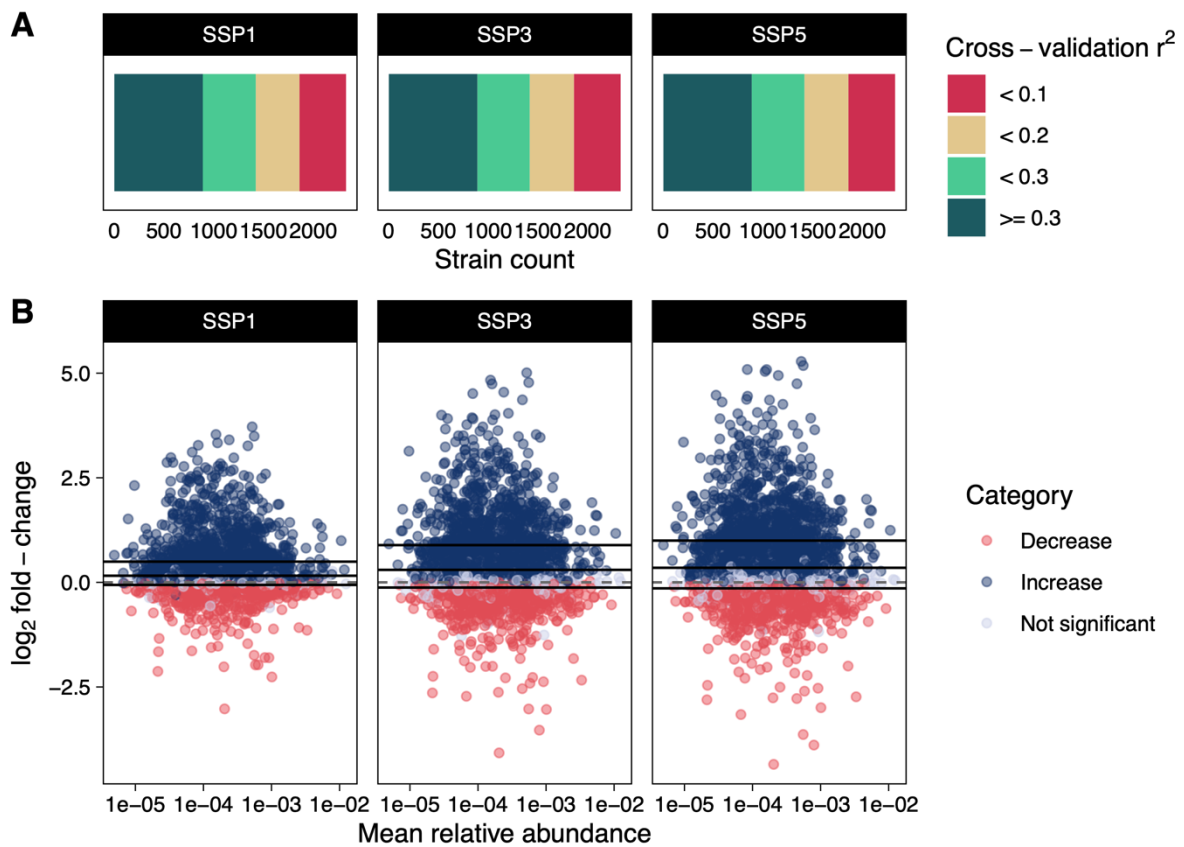 A
SSP1 SSP3 SSP5
0 500 1000 1500 2000 0 500 1000 1500 2000 0 500 1000 1500 2000
Strain count
Cross − validation r²
< 0.1
< 0.2
< 0.3
>= 0.3
B
SSP1 SSP3 SSP5
5.0
2.5
0.0
−2.5
log₂ fold − change
1e−05 1e−04 1e−03 1e−02 1e−05 1e−04 1e−03 1e−02 1e−05 1e−04 1e−03 1e−02
Mean relative abundance
Category
Decrease
Increase
Not significant